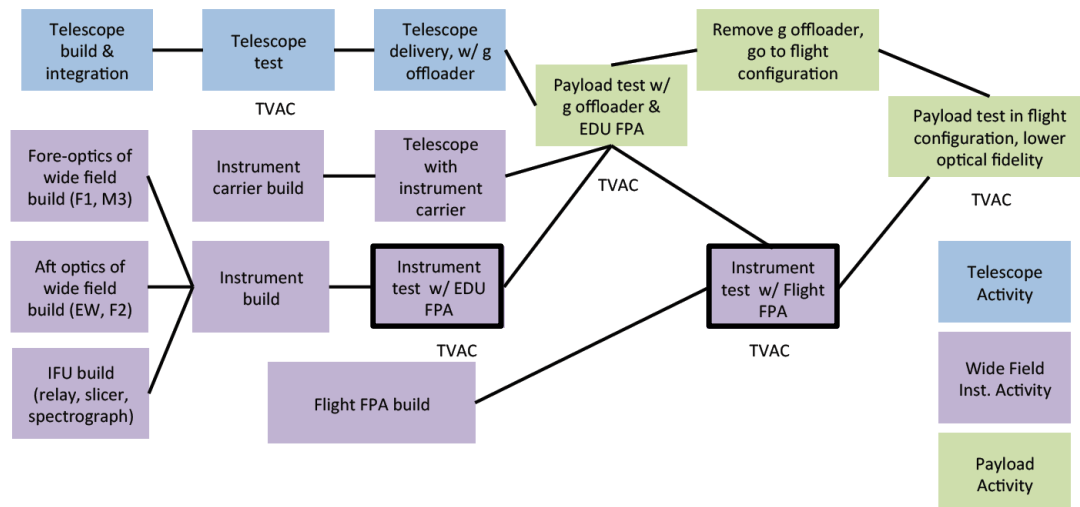 Telescope
build &
integration
Telescope
test
TVAC
Telescope
delivery, w/ g
offloader
Payload test w/
g offloader &
EDU FPA
TVAC
Remove g offloader,
go to flight
configuration
Payload test in flight
configuration, lower
optical fidelity
TVAC
Fore-optics of
wide field
build (F1, M3)
Instrument
carrier build
Telescope
with
instrument
carrier
Aft optics of
wide field
build (EW, F2)
Instrument
build
Instrument
test w/ EDU
FPA
TVAC
Instrument
test w/ Flight
FPA
TVAC
IFU build
(relay, slicer,
spectrograph)
Flight FPA build
Telescope
Activity
Wide Field
Inst. Activity
Payload
Activity